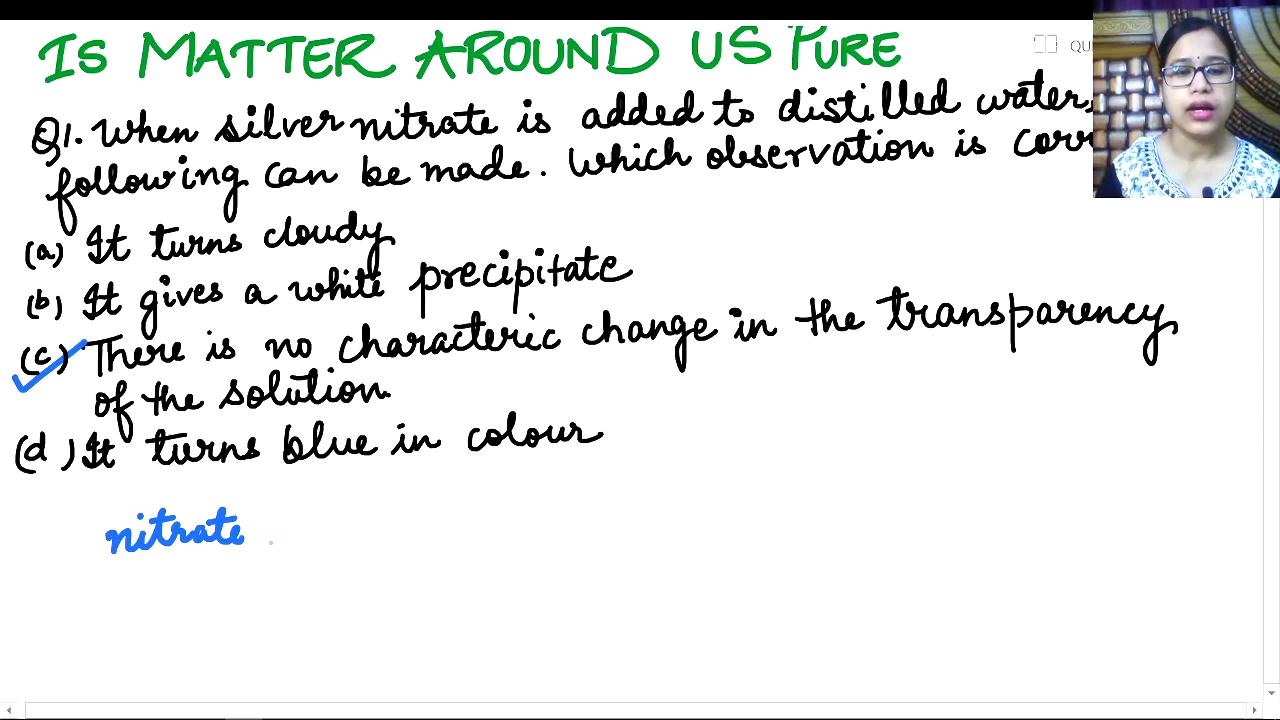 IS MATTER AROUND US PURE
QU
Q1. When silver nitrate is added to distilled water,
following can be made. Which observation is corr
(a) It turns cloudy
(b) It gives a white precipitate
(c) There is no characteric change in the transparency
of the solution.
(d) It turns blue in colour
nitrate